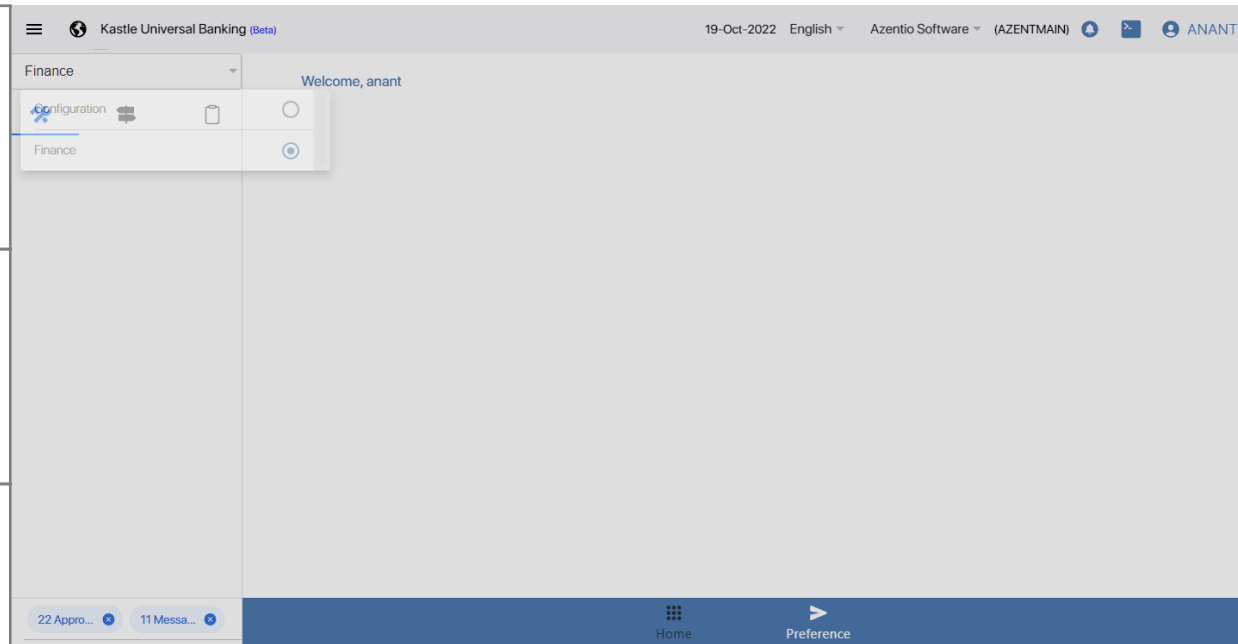 Kastle Universal Banking (Beta) 19-Oct-2022 English Azentio Software (AZENTMAIN) ANANT
Finance
Welcome, anant
Configuration
Finance
22 Appro... 11 Messa...
Home Preference